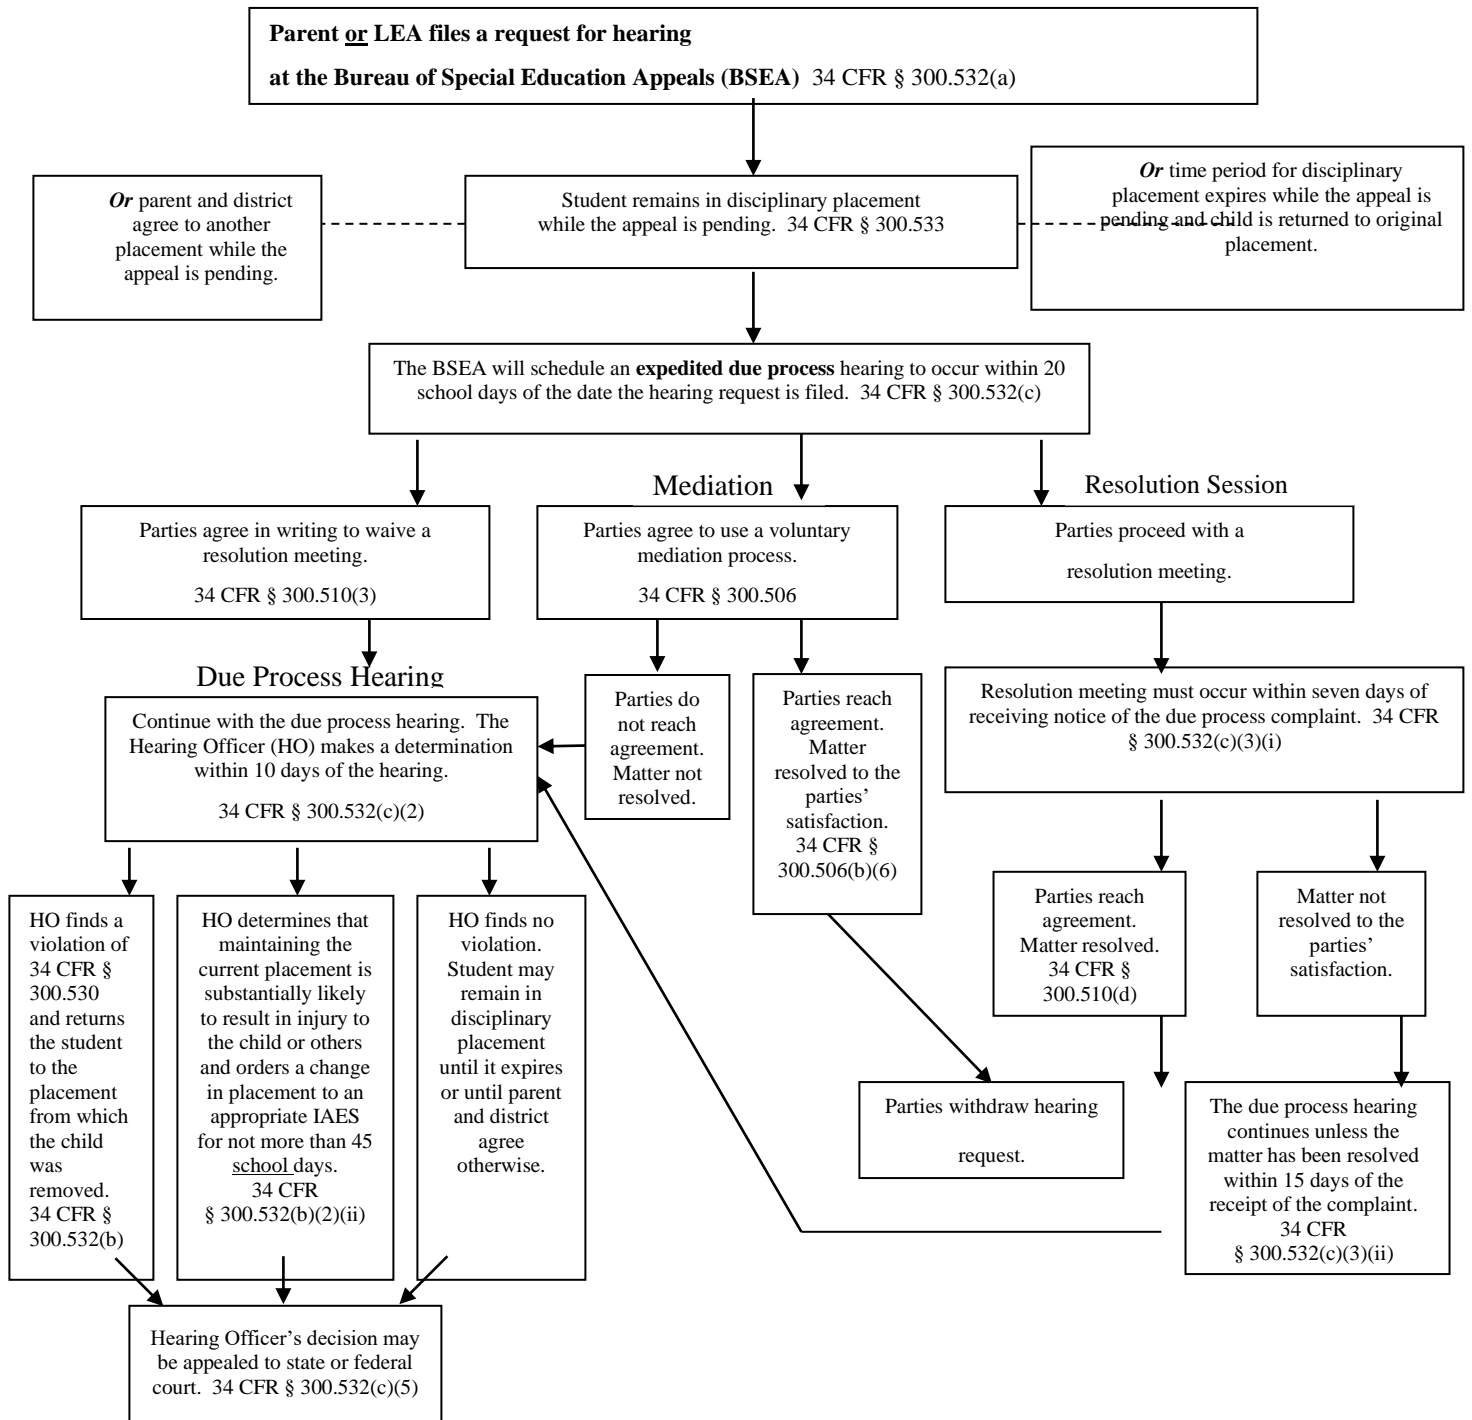 Parent or LEA files a request for hearing
at the Bureau of Special Education Appeals (BSEA) 34 CFR § 300.532(a)
Or parent and district
agree to another
placement while the
appeal is pending.
Student remains in disciplinary placement
while the appeal is pending. 34 CFR § 300.533
Or time period for disciplinary
placement expires while the appeal is
pending and child is returned to original
placement.
The BSEA will schedule an expedited due process hearing to occur within 20
school days of the date the hearing request is filed. 34 CFR § 300.532(c)
Mediation
Resolution Session
Parties agree in writing to waive a
resolution meeting.
34 CFR § 300.510(3)
Parties agree to use a voluntary
mediation process.
34 CFR § 300.506
Parties proceed with a
resolution meeting.
Due Process Hearing
Continue with the due process hearing. The
Hearing Officer (HO) makes a determination
within 10 days of the hearing.
34 CFR § 300.532(c)(2)
Parties do
not reach
agreement.
Matter not
resolved.
Parties reach
agreement.
Matter
resolved to the
parties’
satisfaction.
34 CFR §
300.506(b)(6)
Resolution meeting must occur within seven days of
receiving notice of the due process complaint. 34 CFR
§ 300.532(c)(3)(i)
Parties reach
agreement.
Matter resolved.
34 CFR §
300.510(d)
Matter not
resolved to the
parties’
satisfaction.
HO finds a
violation of
34 CFR §
300.530
and returns
the student
to the
placement
from which
the child
was
removed.
34 CFR §
300.532(b)
HO determines that
maintaining the
current placement is
substantially likely
to result in injury to
the child or others
and orders a change
in placement to an
appropriate IAES
for not more than 45
school days.
34 CFR
§ 300.532(b)(2)(ii)
HO finds no
violation.
Student may
remain in
disciplinary
placement
until it expires
or until parent
and district
agree
otherwise.
Parties withdraw hearing
request.
The due process hearing
continues unless the
matter has been resolved
within 15 days of the
receipt of the complaint.
34 CFR
§ 300.532(c)(3)(ii)
Hearing Officer’s decision may
be appealed to state or federal
court. 34 CFR § 300.532(c)(5)